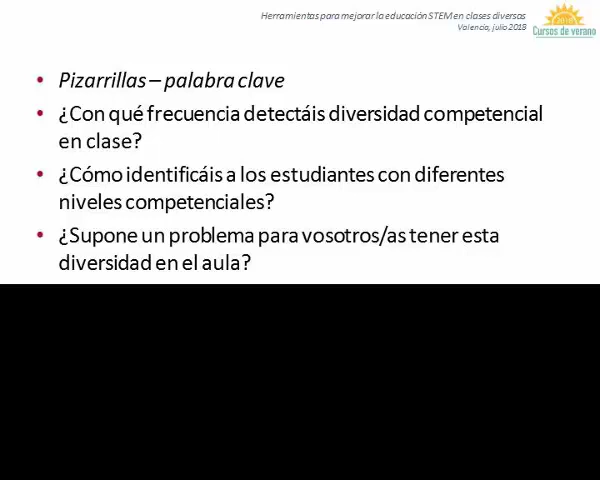 Herramientas para mejorar la educación STEM en clases diversas
Valencia, julio 2018
2018
Cursos de verano
• Pizarrillas – palabra clave
• ¿Con qué frecuencia detectáis diversidad competencial
en clase?
• ¿Cómo identificáis a los estudiantes con diferentes
niveles competenciales?
• ¿Supone un problema para vosotros/as tener esta
diversidad en el aula?